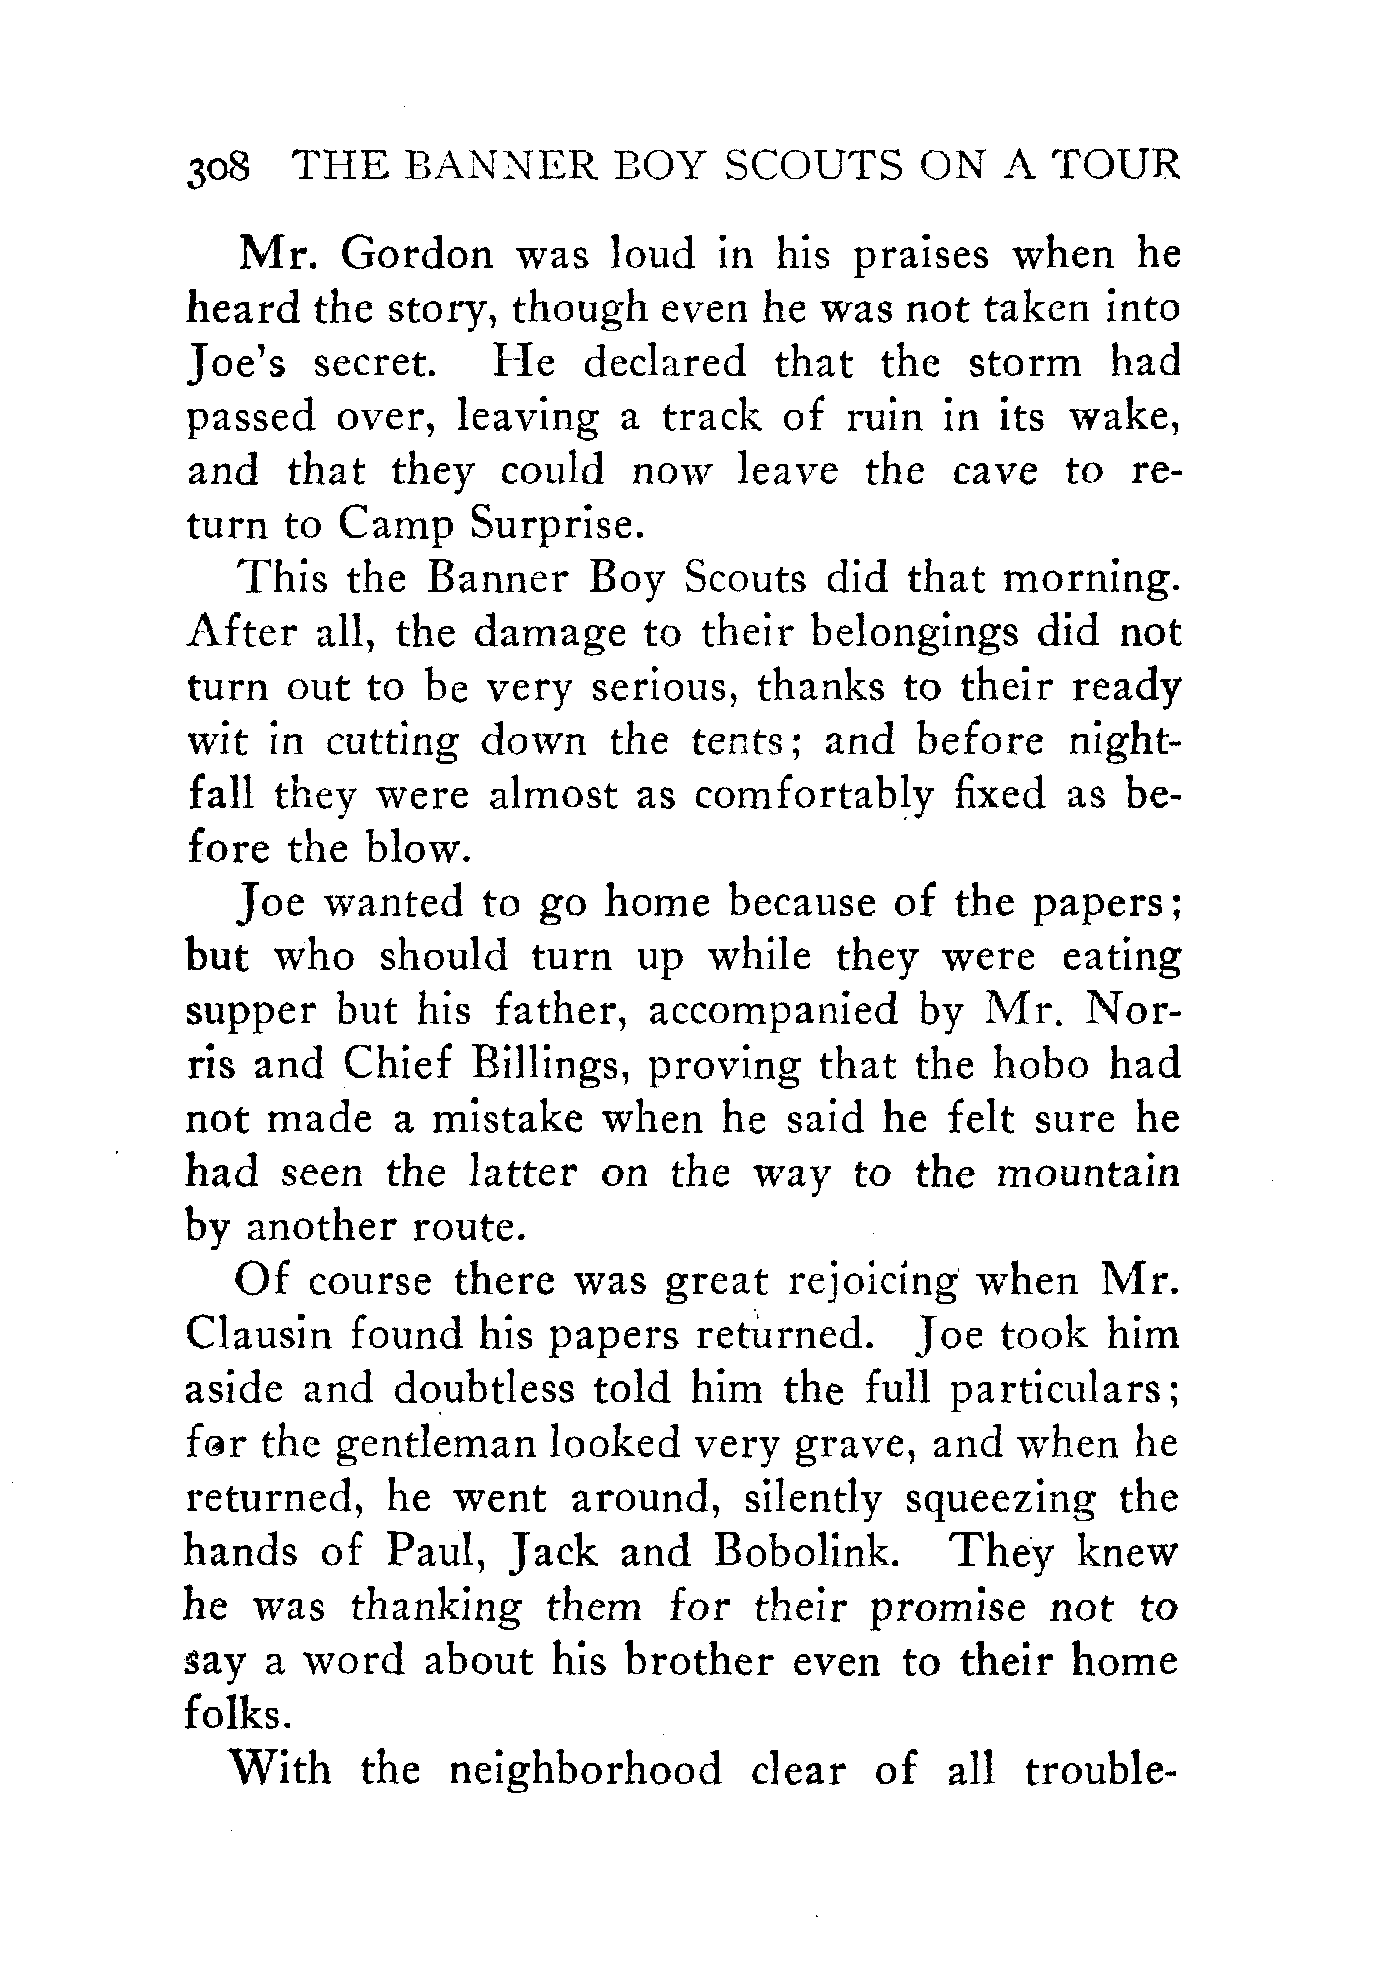 308 THE BANNER BOY SCOUTS ON A TOUR
Mr. Gordon was loud in his praises when he
heard the story, though even he was not taken into
Joe's secret. He declared that the storm had
passed over, leaving a track of ruin in its wake,
and that they could now leave the cave to re-
turn to Camp Surprise.
This the Banner Boy Scouts did that morning.
After all, the damage to their belongings did not
turn out to be very serious, thanks to their ready
wit in cutting down the tents; and before night-
fall they were almost as comfortably fixed as be-
fore the blow.
Joe wanted to go home because of the papers;
but who should turn up while they were eating
supper but his father, accompanied by Mr. Nor-
ris and Chief Billings, proving that the hobo had
not made a mistake when he said he felt sure he
had seen the latter on the way to the mountain
by another route.
Of course there was great rejoicing when Mr.
Clausin found his papers returned. Joe took him
aside and doubtless told him the full particulars;
for the gentleman looked very grave, and when he
returned, he went around, silently squeezing the
hands of Paul, Jack and Bobolink. They knew
he was thanking them for their promise not to
say a word about his brother even to their home
folks.
With the neighborhood clear of all trouble-